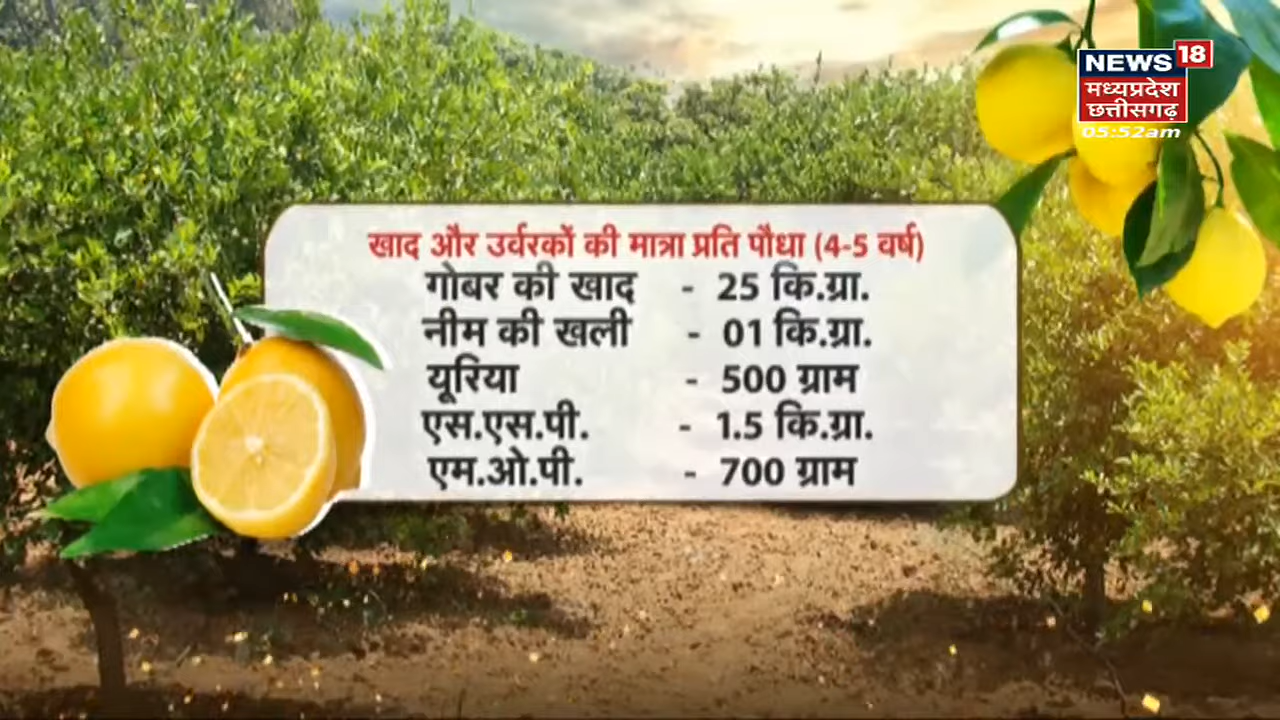 NEWS 18
मध्यप्रदेश
छत्तीसगढ़
05:52am
खाद और उर्वरकों की मात्रा प्रति पौधा (4-5 वर्ष)
गोबर की खाद - 25 कि.ग्रा.
नीम की खली - 01 कि.ग्रा.
यूरिया - 500 ग्राम
एस.एस.पी. - 1.5 कि.ग्रा.
एम.ओ.पी. - 700 ग्राम